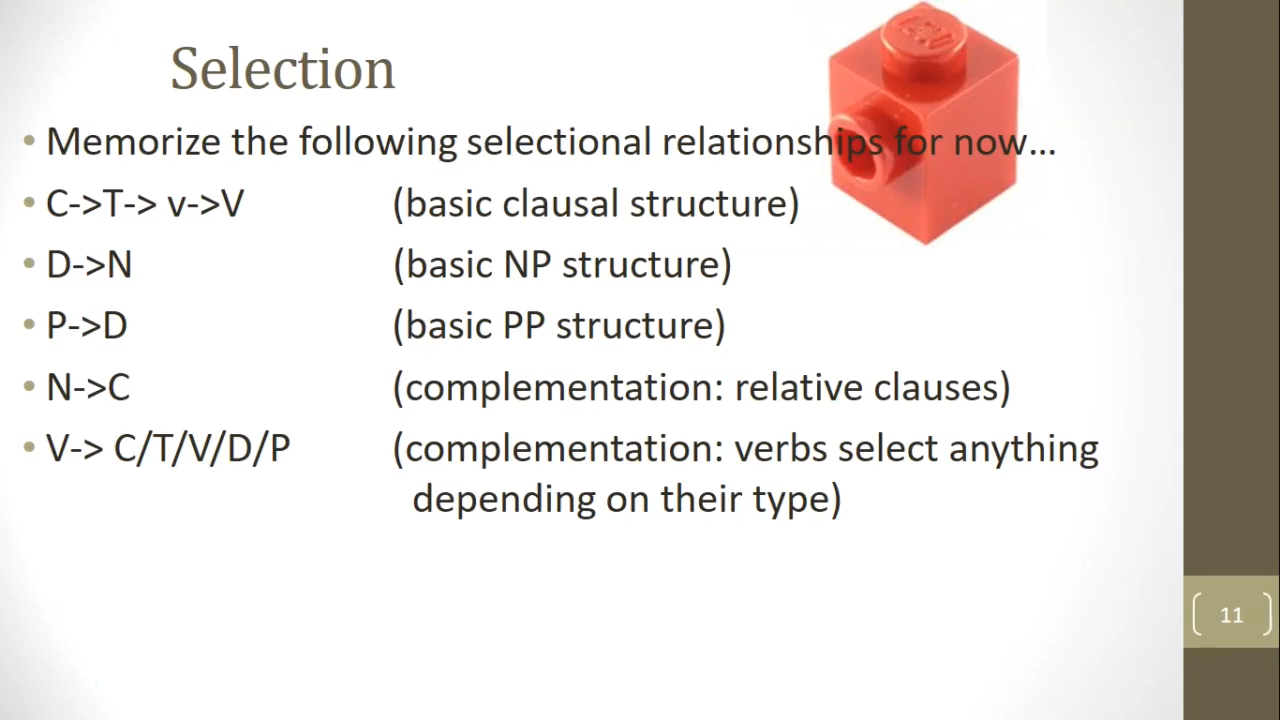 Selection
• Memorize the following selectional relationships for now…
• C->T-> v->V (basic clausal structure)
• D->N (basic NP structure)
• P->D (basic PP structure)
• N->C (complementation: relative clauses)
• V-> C/T/V/D/P (complementation: verbs select anything
depending on their type)
11